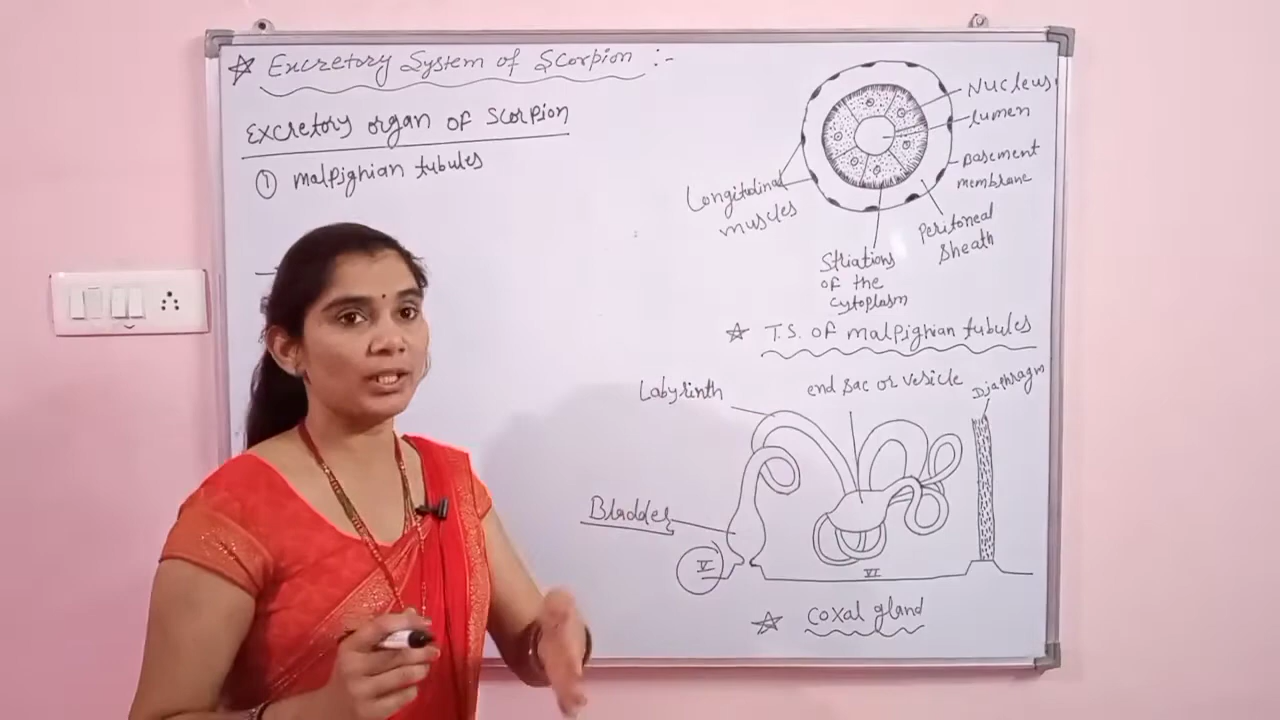 ☆ Excretory System of Scorpion :-
Excretory organ of Scorpion
① malpighian tubules
Nucleus
lumen
Basement
membrane
Peritoneal
Sheath
Longitudinal
muscles
Striations
of the
cytoplasm
☆ T.S. of malpighian tubules
Labyrinth
end sac or vesicle
Diaphragm
Bladder
V
VI
☆ Coxal gland